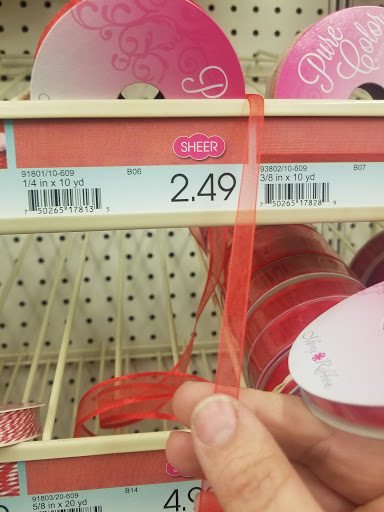 Pure
Color
SHEER
91801/10-609 B06
1/4 in x 10 yd
2.49
7 50265 17813 5
93802/10-609 B07
3/8 in x 10 yd
7 50265 17828 9
91803/20-609 B14
5/8 in x 20 yd